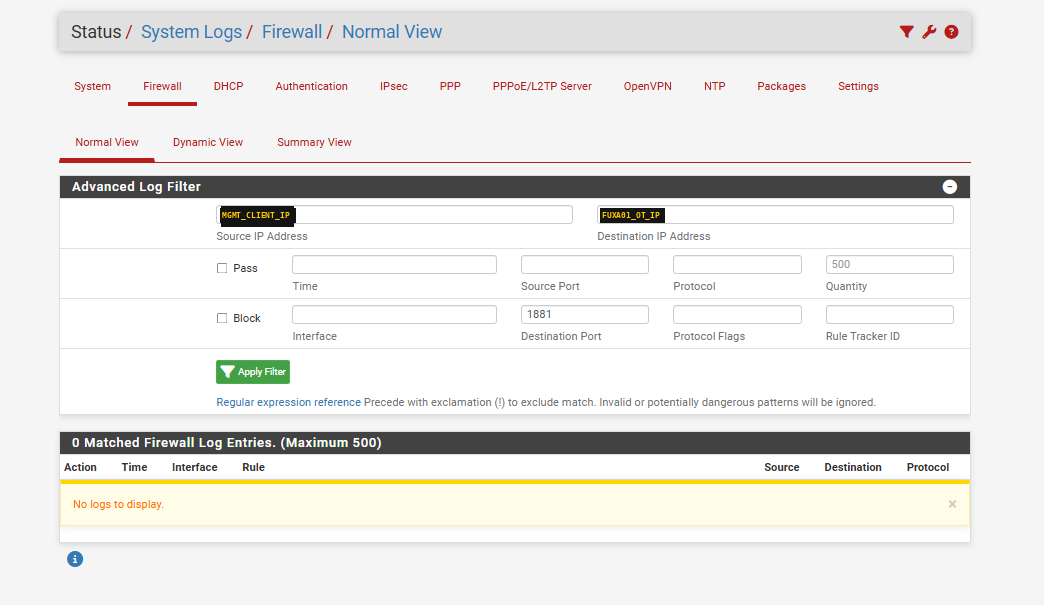 Status / System Logs / Firewall / Normal View
System Firewall DHCP Authentication IPsec PPP PPPoE/L2TP Server OpenVPN NTP Packages Settings
Normal View Dynamic View Summary View
Advanced Log Filter
MGMT_CLIENT_IP FUXA01_OT_IP
Source IP Address Destination IP Address
Pass 500
Time Source Port Protocol Quantity
Block 1881
Interface Destination Port Protocol Flags Rule Tracker ID
Apply Filter
Regular expression reference Precede with exclamation (!) to exclude match. Invalid or potentially dangerous patterns will be ignored.
0 Matched Firewall Log Entries. (Maximum 500)
Action Time Interface Rule Source Destination Protocol
No logs to display. ×